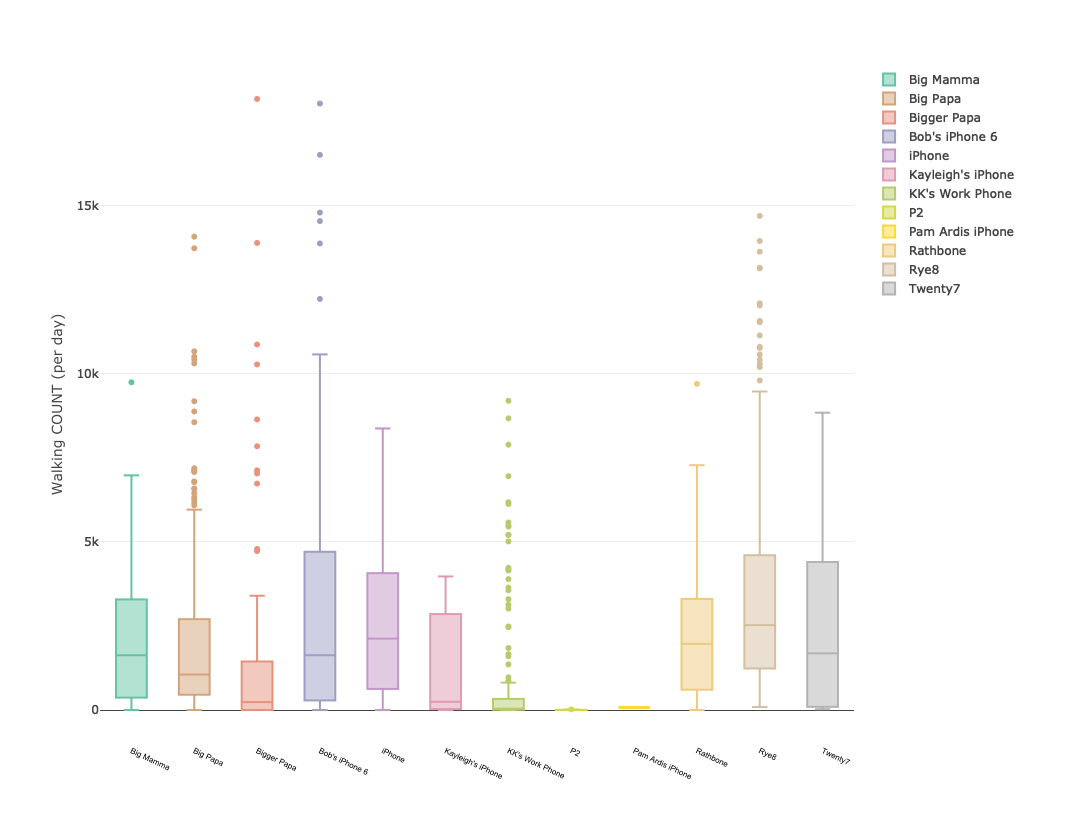 Big Mamma
Big Papa
Bigger Papa
Bob's iPhone 6
iPhone
Kayleigh's iPhone
KK's Work Phone
P2
Pam Ardis iPhone
Rathbone
Rye8
Twenty7
15k
10k
5k
0
Walking COUNT (per day)
Big Mamma
Big Papa
Bigger Papa
Bob's iPhone 6
iPhone
Kayleigh's iPhone
KK's Work Phone
P2
Pam Ardis iPhone
Rathbone
Rye8
Twenty7